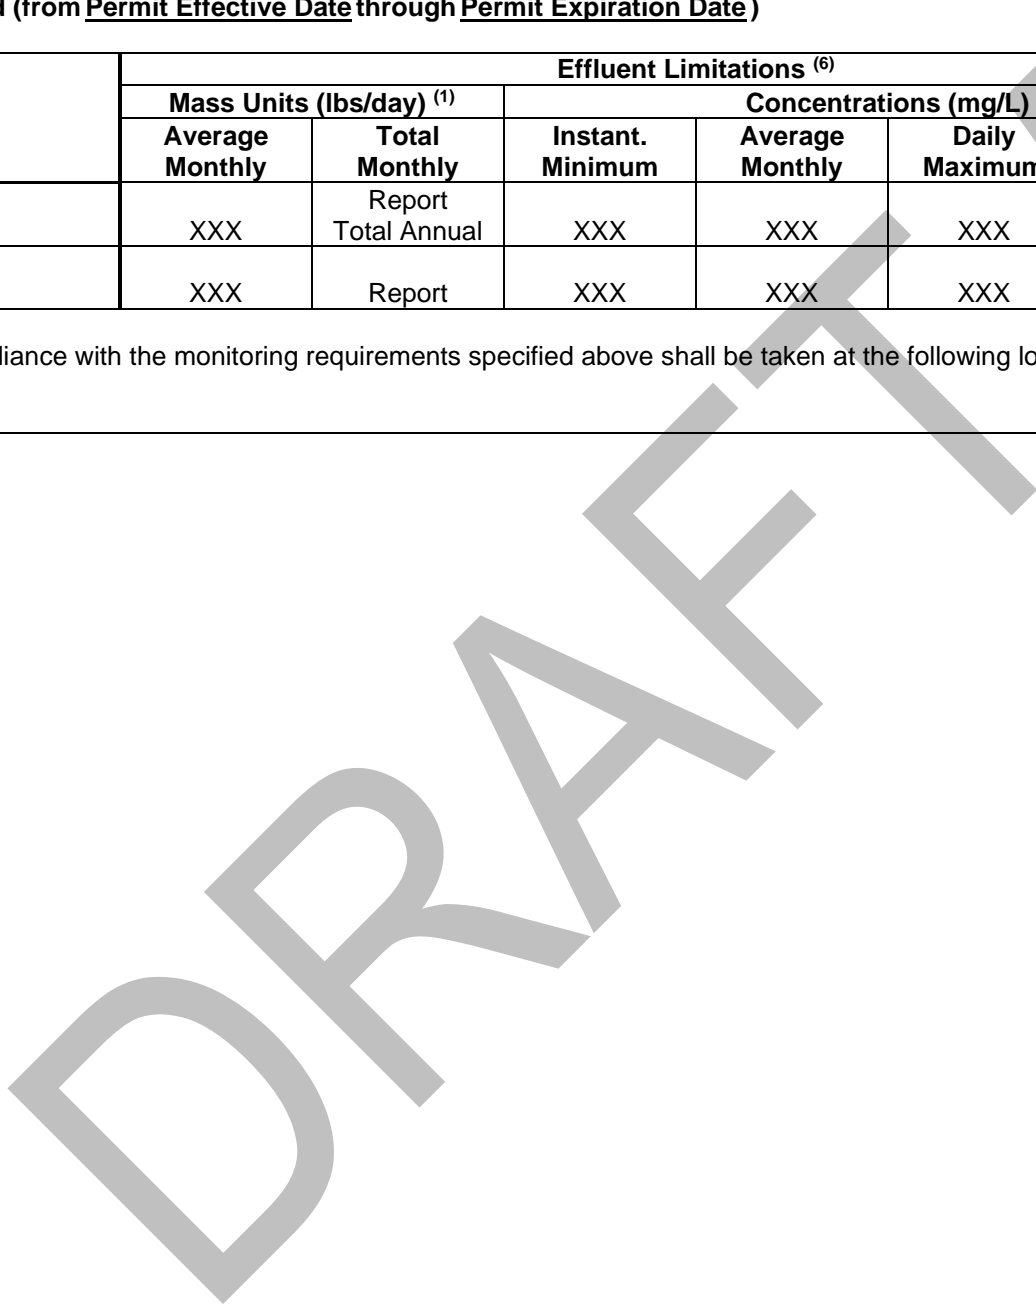 (from Permit Effective Date through Permit Expiration Date)
Effluent Limitations (6)
Mass Units (lbs/day) (1) Concentrations (mg/L)
Average Monthly Total Monthly Instant. Minimum Average Monthly Daily Maximum
XXX Report Total Annual XXX XXX XXX
XXX Report XXX XXX XXX
with the monitoring requirements specified above shall be taken at the following
DRAFT